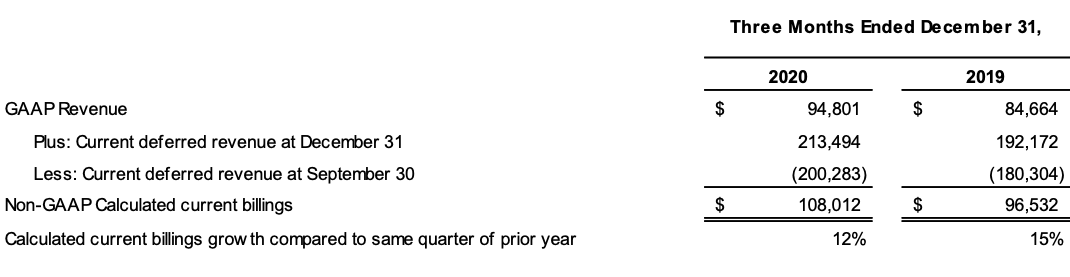 Three Months Ended December 31,
2020 2019
GAAP Revenue $ 94,801 $ 84,664
Plus: Current deferred revenue at December 31 213,494 192,172
Less: Current deferred revenue at September 30 (200,283) (180,304)
Non-GAAP Calculated current billings $ 108,012 $ 96,532
Calculated current billings growth compared to same quarter of prior year 12% 15%